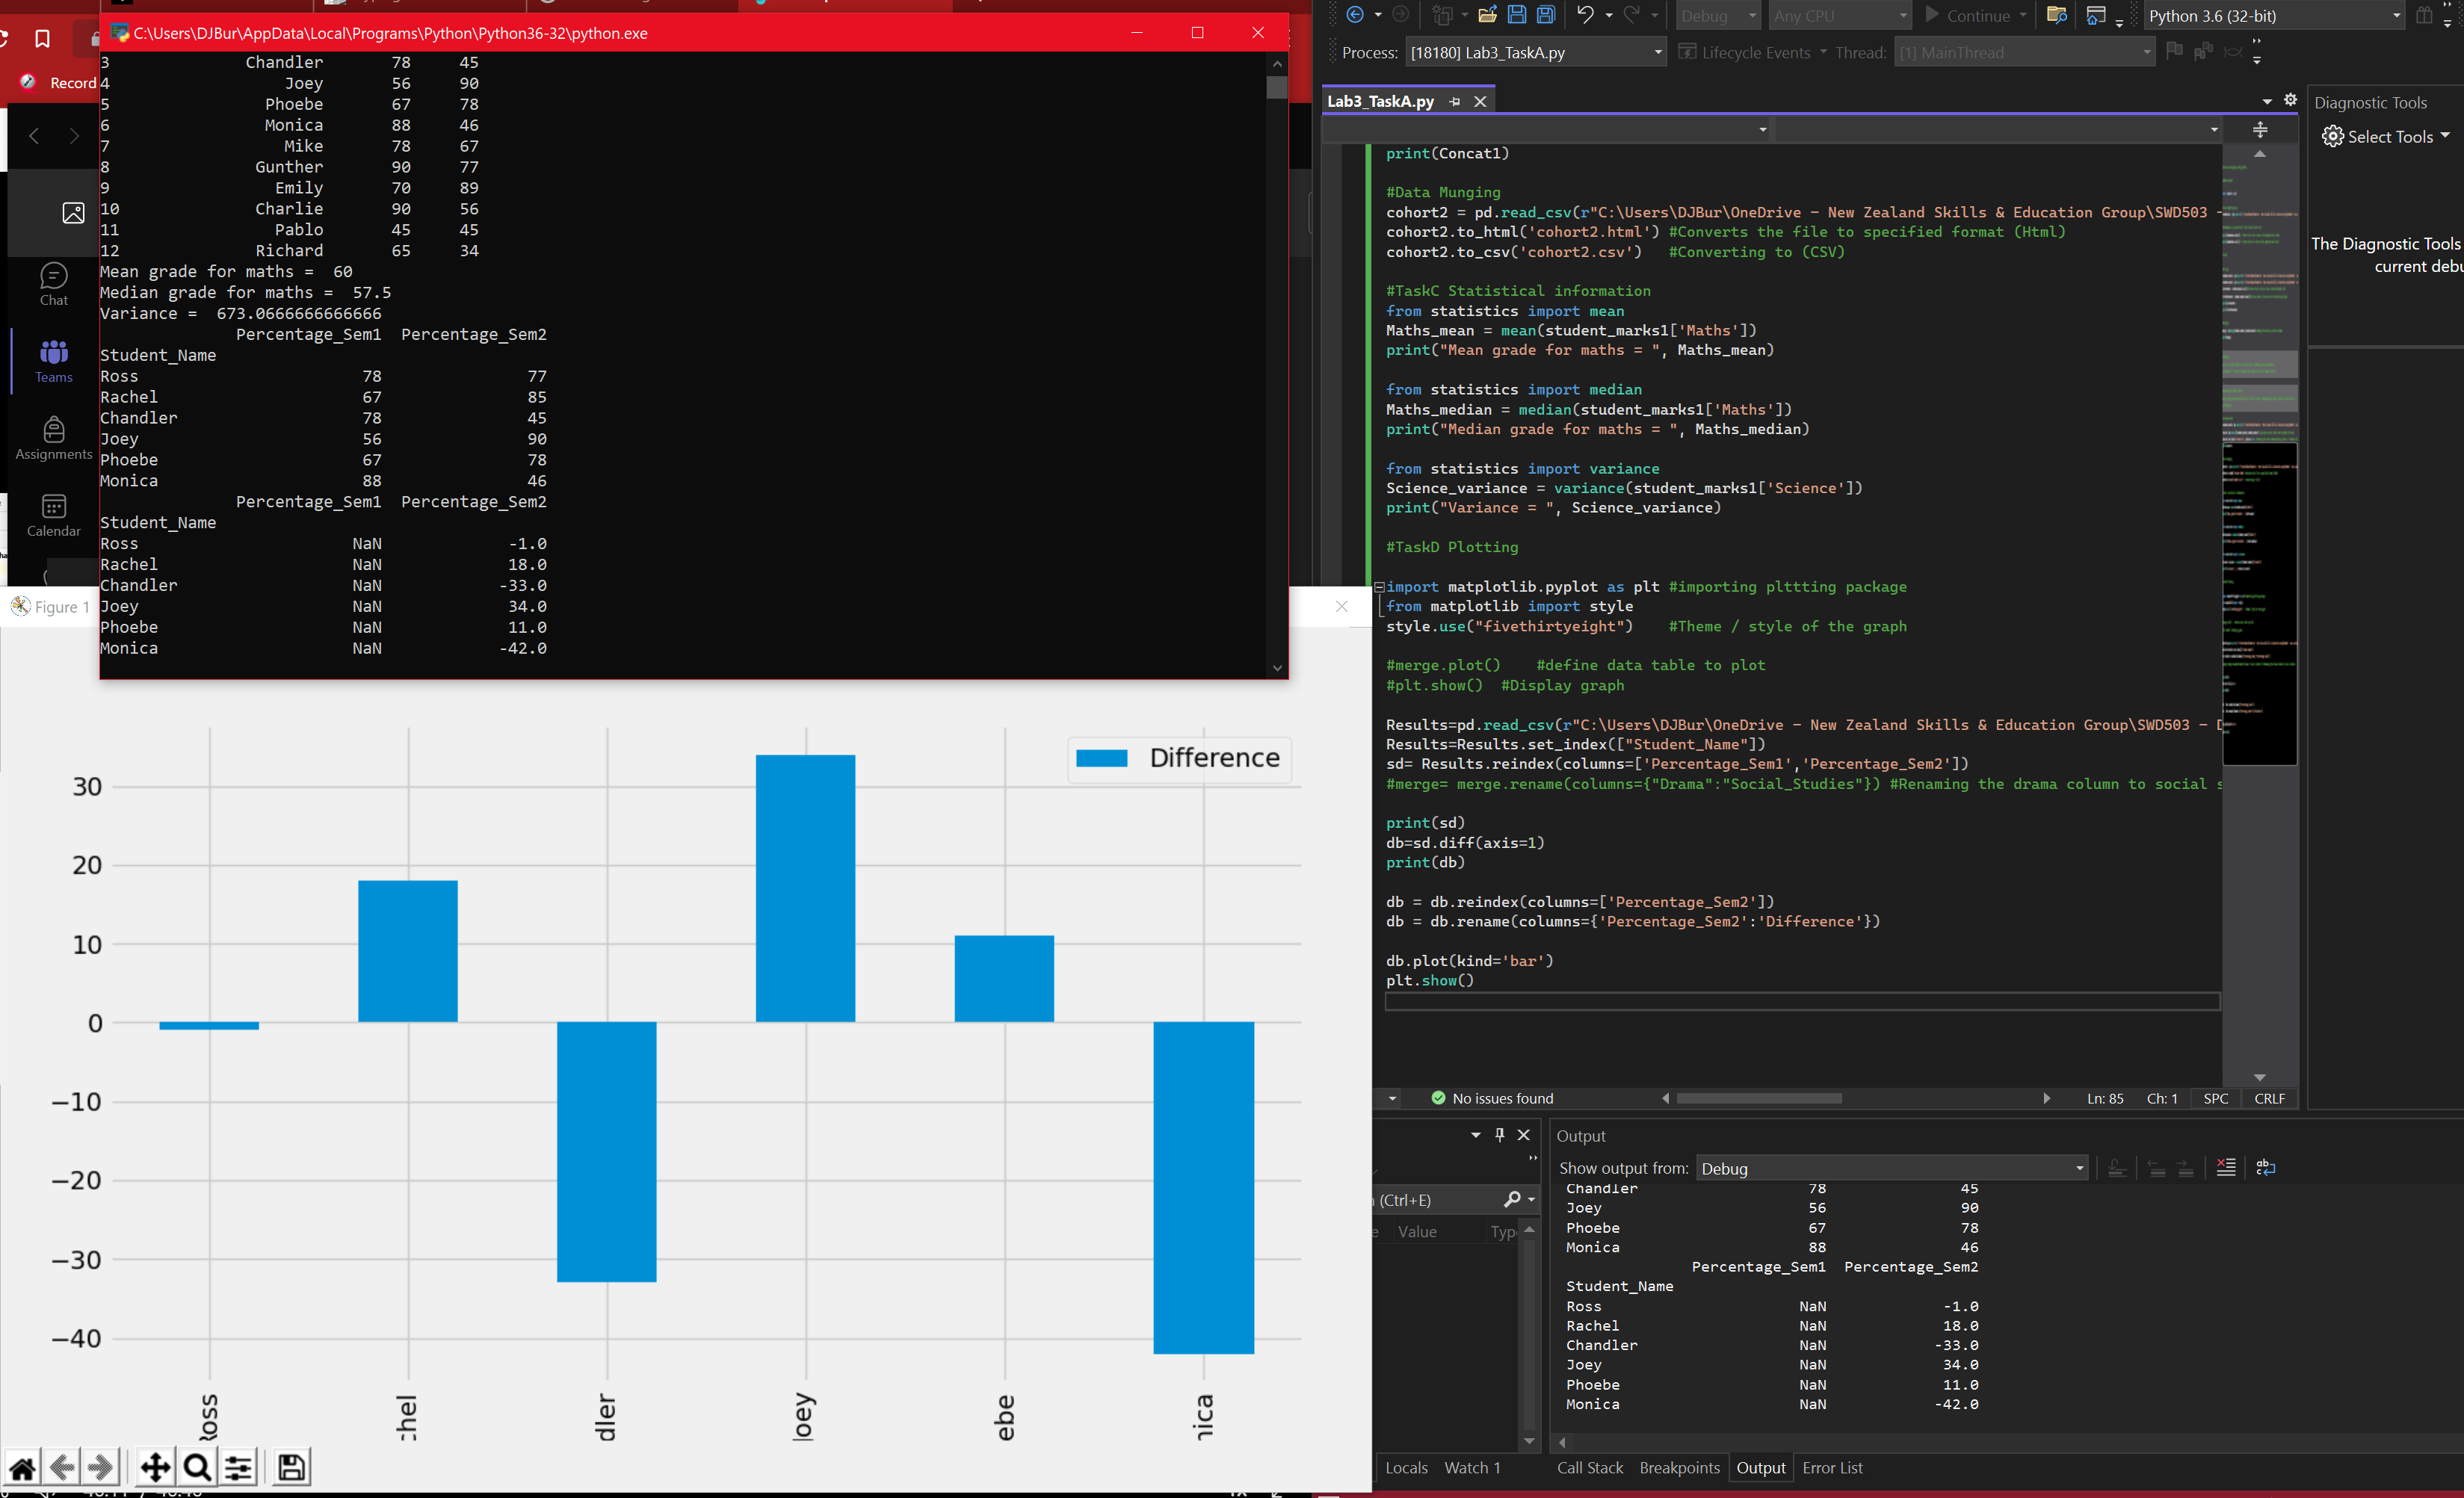 C:\Users\DJBur\AppData\Local\Programs\Python\Python36-32\python.exe
Record
3 Chandler 78 45
4 Joey 56 90
5 Phoebe 67 78
6 Monica 88 46
7 Mike 78 67
8 Gunther 90 77
9 Emily 70 89
10 Charlie 90 56
11 Pablo 45 45
12 Richard 65 34
Mean grade for maths =  60
Median grade for maths =  57.5
Variance =  673.0666666666666
Percentage_Sem1 Percentage_Sem2
Student_Name
Ross 78 77
Rachel 67 85
Chandler 78 45
Joey 56 90
Phoebe 67 78
Monica 88 46
Percentage_Sem1 Percentage_Sem2
Student_Name
Ross NaN -1.0
Rachel NaN 18.0
Chandler NaN -33.0
Joey NaN 34.0
Phoebe NaN 11.0
Monica NaN -42.0
Chat
Teams
Assignments
Calendar
Figure 1
Difference
30
20
10
0
−10
−20
−30
−40
Ross
chel
dler
Joey
ebe
nica
Debug
Any CPU
Continue
Python 3.6 (32-bit)
Process: [18180] Lab3_TaskA.py Lifecycle Events Thread: [1] MainThread
Lab3_TaskA.py
print(Concat1)
#Data Munging
cohort2 = pd.read_csv(r"C:\Users\DJBur\OneDrive - New Zealand Skills & Education Group\SWD503 -
cohort2.to_html('cohort2.html') #Converts the file to specified format (Html)
cohort2.to_csv('cohort2.csv')   #Converting to (CSV)
#TaskC Statistical information
from statistics import mean
Maths_mean = mean(student_marks1['Maths'])
print("Mean grade for maths = ", Maths_mean)
from statistics import median
Maths_median = median(student_marks1['Maths'])
print("Median grade for maths = ", Maths_median)
from statistics import variance
Science_variance = variance(student_marks1['Science'])
print("Variance = ", Science_variance)
#TaskD Plotting
import matplotlib.pyplot as plt #importing plttting package
from matplotlib import style
style.use("fivethirtyeight")    #Theme / style of the graph
#merge.plot()    #define data table to plot
#plt.show()  #Display graph
Results=pd.read_csv(r"C:\Users\DJBur\OneDrive - New Zealand Skills & Education Group\SWD503 -
Results=Results.set_index(["Student_Name"])
sd= Results.reindex(columns=['Percentage_Sem1','Percentage_Sem2'])
#merge= merge.rename(columns={"Drama":"Social_Studies"}) #Renaming the drama column to social
print(sd)
db=sd.diff(axis=1)
print(db)
db = db.reindex(columns=['Percentage_Sem2'])
db = db.rename(columns={'Percentage_Sem2':'Difference'})
db.plot(kind='bar')
plt.show()
No issues found
Ln: 85 Ch: 1 SPC CRLF
Diagnostic Tools
Select Tools
The Diagnostic Tools
current debu
(Ctrl+E)
Value
Locals Watch 1
Output
Show output from: Debug
Chandler 78 45
Joey 56 90
Phoebe 67 78
Monica 88 46
Percentage_Sem1 Percentage_Sem2
Student_Name
Ross NaN -1.0
Rachel NaN 18.0
Chandler NaN -33.0
Joey NaN 34.0
Phoebe NaN 11.0
Monica NaN -42.0
Call Stack Breakpoints Output Error List